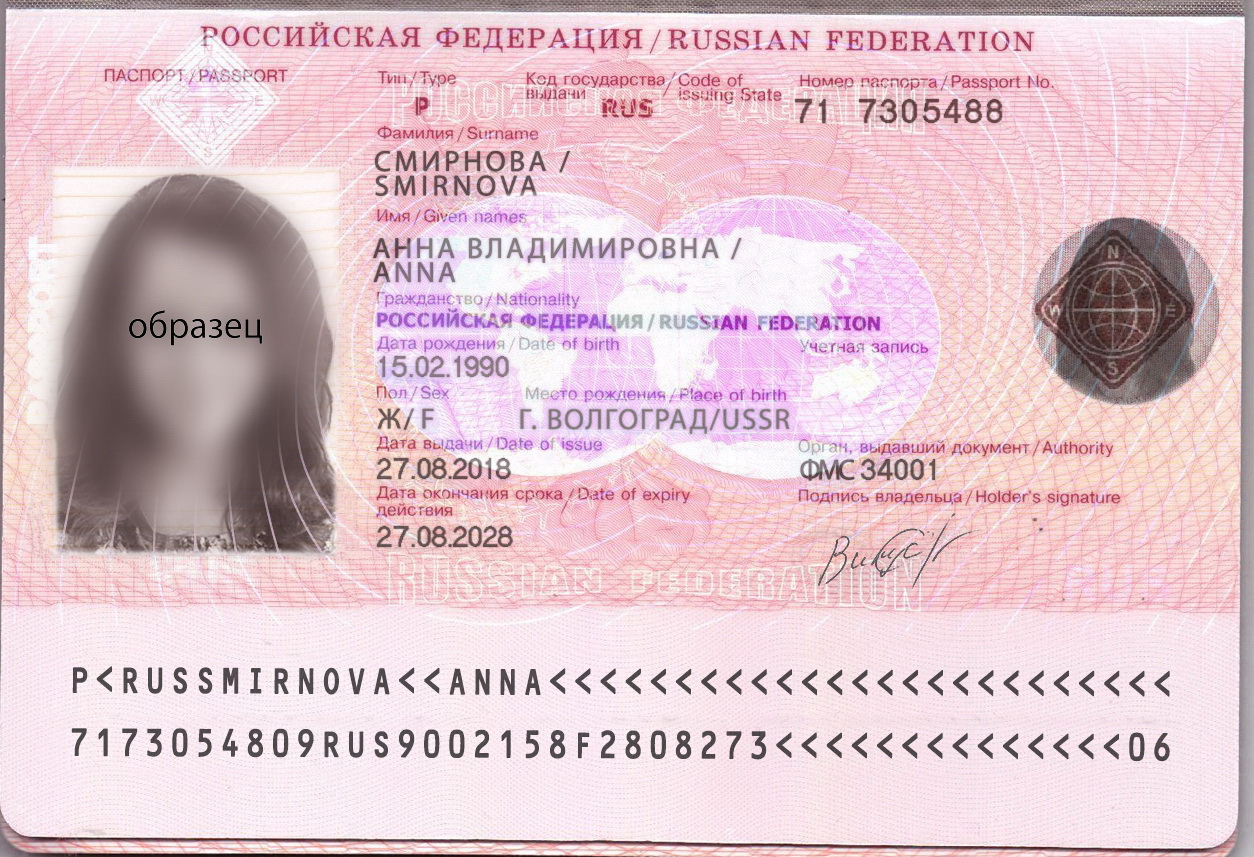 РОССИЙСКАЯ ФЕДЕРАЦИЯ / RUSSIAN FEDERATION
ПАСПОРТ / PASSPORT
Тип / Type
P
Код государства / Code of
выдачи issuing State
RUS
Номер паспорта / Passport No.
71 7305488
РОССИЙСКАЯ ФЕДЕРАЦИЯ
Фамилия / Surname
СМИРНОВА /
SMIRNOVA
Имя / Given names
АННА ВЛАДИМИРОВНА /
ANNA
Гражданство / Nationality
РОССИЙСКАЯ ФЕДЕРАЦИЯ / RUSSIAN FEDERATION
Дата рождения / Date of birth
Учетная запись
15.02.1990
Пол / Sex
Место рождения / Place of birth
Ж/ F
Г. ВОЛГОГРАД/USSR
Дата выдачи / Date of issue
Орган, выдавший документ / Authority
27.08.2018
ФМС 34001
Дата окончания срока / Date of expiry
действия
Подпись владельца / Holder's signature
27.08.2028
RUSSIAN FEDERATION
образец
PASSPORT
N
W E
S
P<RUSSMIRNOVA<<ANNA<<<<<<<<<<<<<<<<<<<<<<<<<
7173054809RUS9002158F2808273<<<<<<<<<<<<<<06